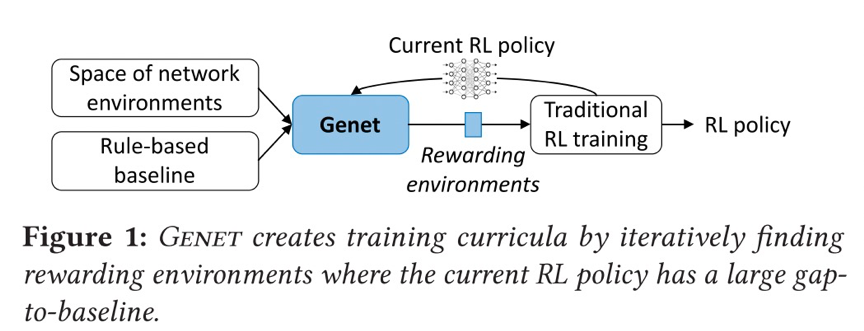 Current RL policy
Space of network
environments
Rule-based
baseline
Genet
Rewarding
environments
Traditional
RL training
RL policy
Figure 1: GENET creates training curricula by iteratively finding
rewarding environments where the current RL policy has a large gap-
to-baseline.